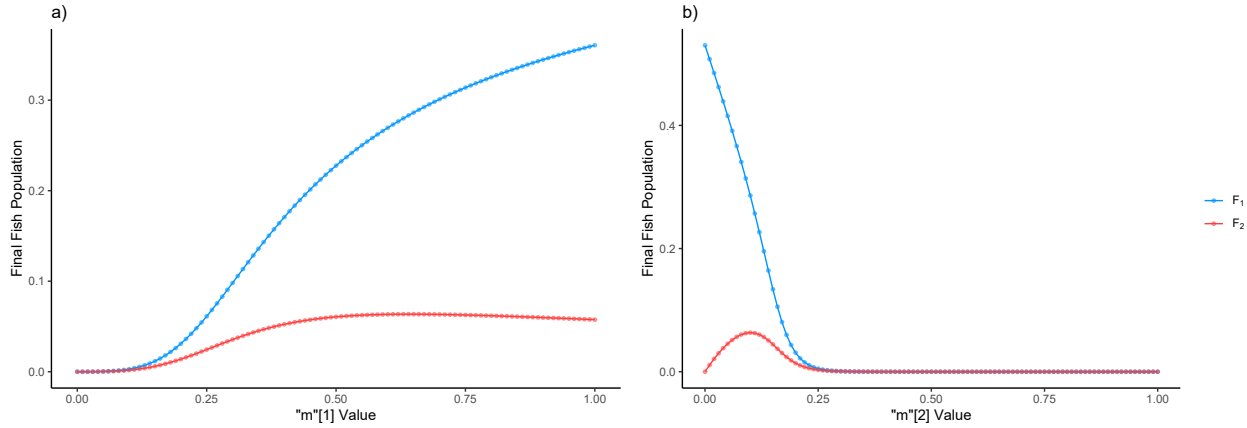 a)
Final Fish Population
0.3
0.2
0.1
0.0
0.00 0.25 0.50 0.75 1.00
"m"[1] Value
b)
Final Fish Population
0.4
0.2
0.0
0.00 0.25 0.50 0.75 1.00
"m"[2] Value
F₁
F₂